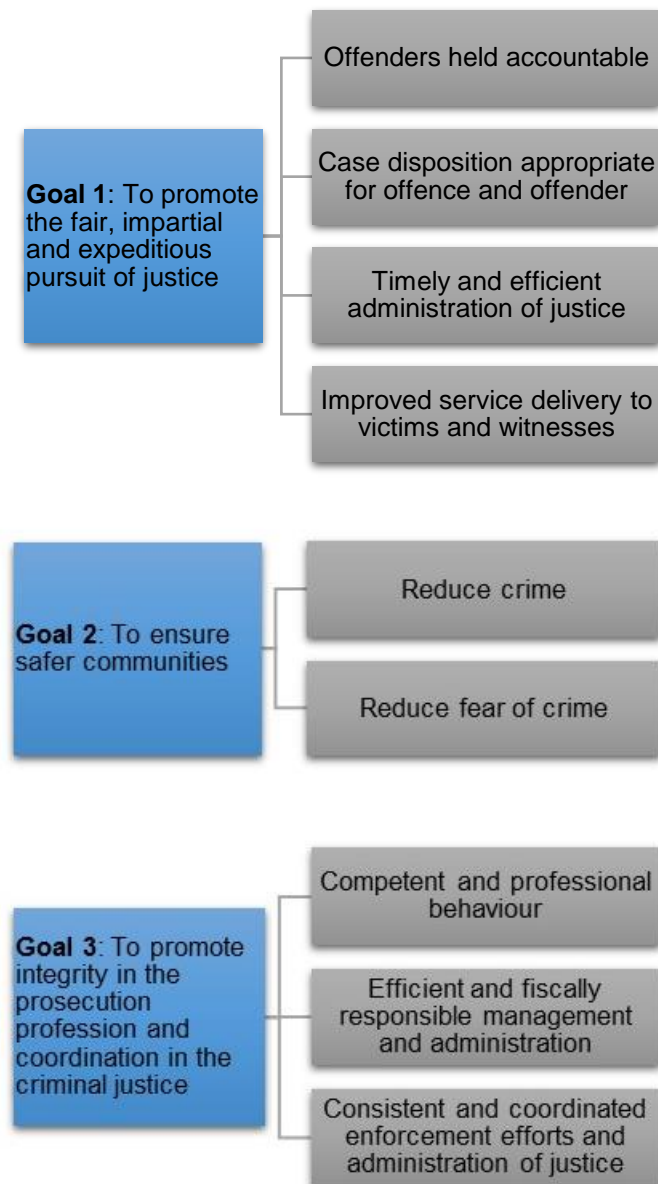 Goal 1: To promote
the fair, impartial
and expeditious
pursuit of justice
Offenders held accountable
Case disposition appropriate
for offence and offender
Timely and efficient
administration of justice
Improved service delivery to
victims and witnesses
Goal 2: To ensure
safer communities
Reduce crime
Reduce fear of crime
Goal 3: To promote
integrity in the
prosecution
profession and
coordination in the
criminal justice
Competent and professional
behaviour
Efficient and fiscally
responsible management
and administration
Consistent and coordinated
enforcement efforts and
administration of justice